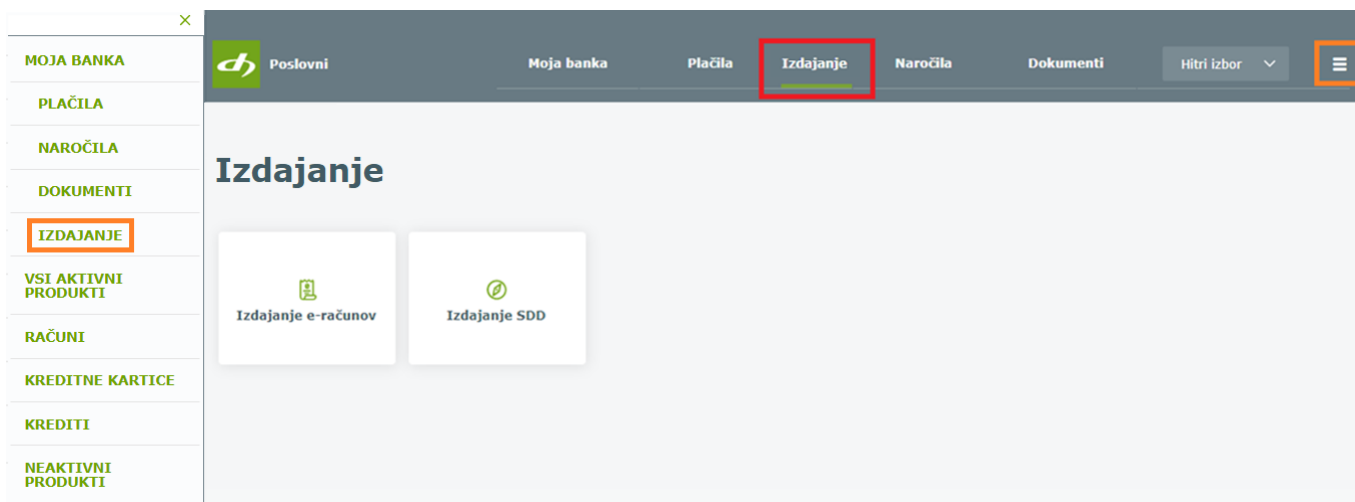 MOJA BANKA
PLAČILA
NAROČILA
DOKUMENTI
IZDAJANJE
VSI AKTIVNI
PRODUKTI
RAČUNI
KREDITNE KARTICE
KREDITI
NEAKTIVNI
PRODUKTI
dh Poslovni Moja banka Plačila Izdajanje Naročila Dokumenti Hitri izbor
Izdajanje
Izdajanje e-računov Izdajanje SDD